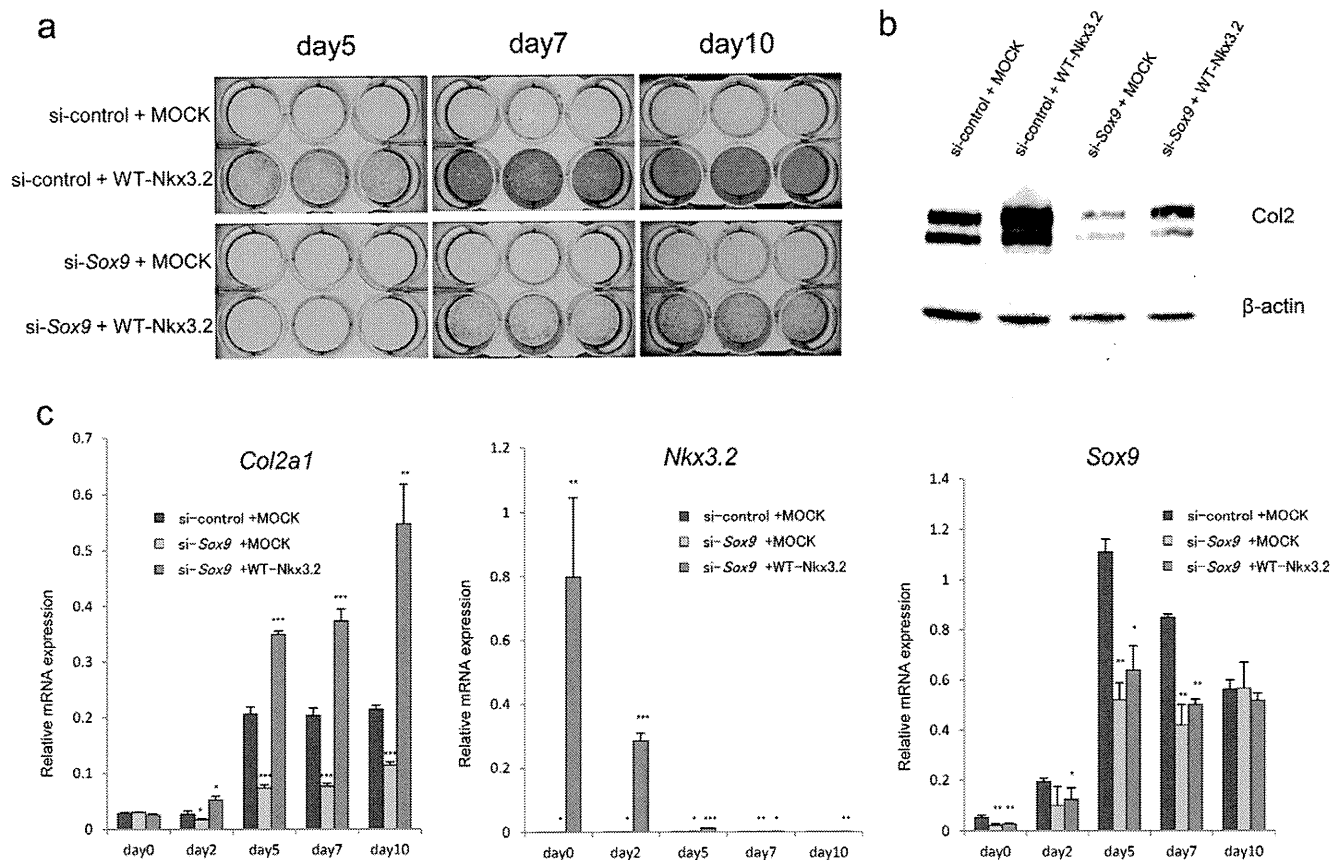 a
day5 day7 day10
si-control + MOCK
si-control + WT-Nkx3.2
si-Sox9 + MOCK
si-Sox9 + WT-Nkx3.2
b
si-control + MOCK
si-control + WT-Nkx3.2
si-Sox9 + MOCK
si-Sox9 + WT-Nkx3.2
Col2
β-actin
c
Col2a1
Relative mRNA expression
0.7
0.6
0.5
0.4
0.3
0.2
0.1
0
si-control +MOCK
si-Sox9 +MOCK
si-Sox9 +WT-Nkx3.2
* *
***
***
***
***
***
**
day0 day2 day5 day7 day10
Nkx3.2
Relative mRNA expression
1.2
1
0.8
0.6
0.4
0.2
0
si-control +MOCK
si-Sox9 +MOCK
si-Sox9 +WT-Nkx3.2
* **
* ***
* ***
** *
**
day0 day2 day5 day7 day10
Sox9
Relative mRNA expression
1.4
1.2
1
0.8
0.6
0.4
0.2
0
si-control +MOCK
si-Sox9 +MOCK
si-Sox9 +WT-Nkx3.2
** **
*
** *
** **
day0 day2 day5 day7 day10